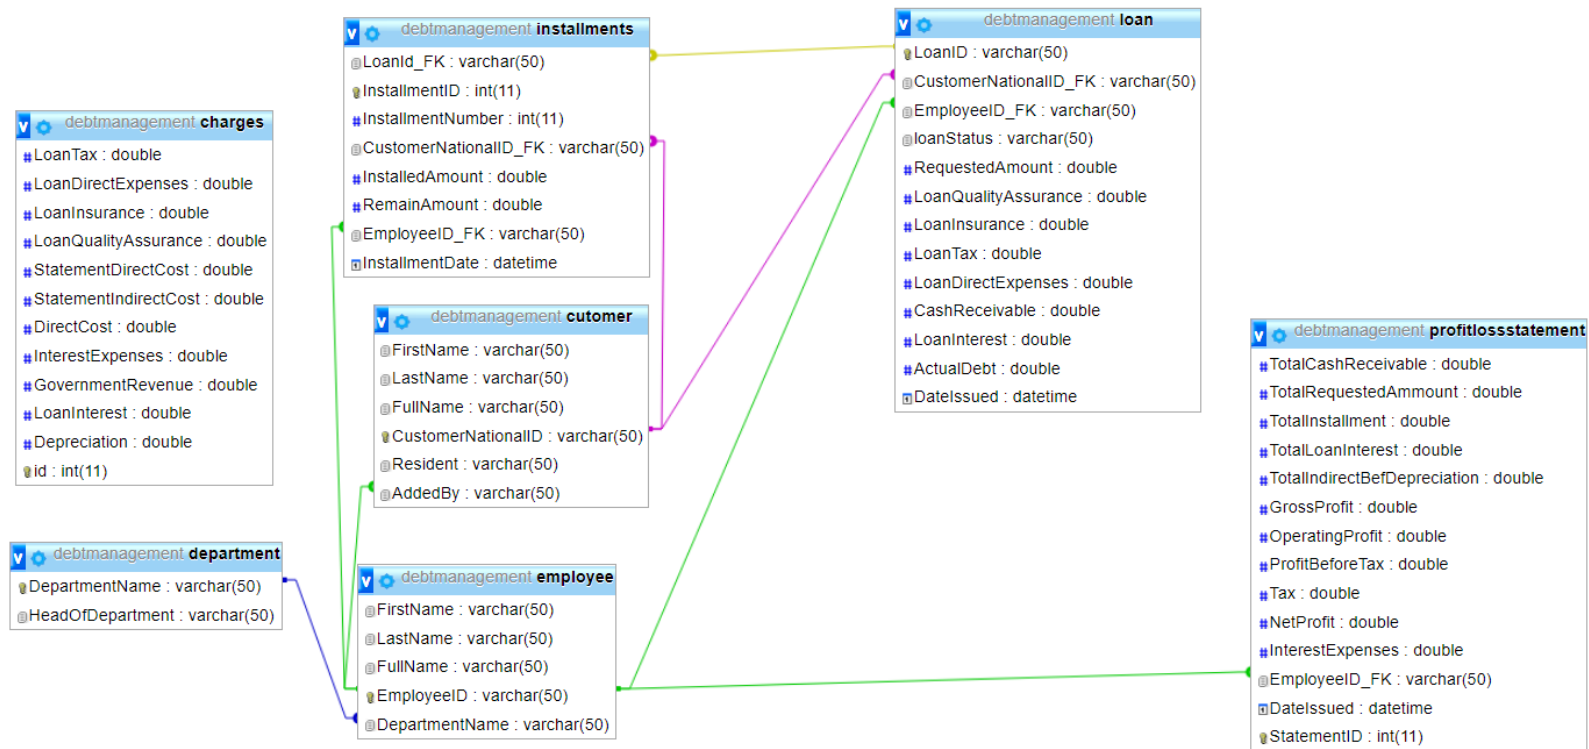 debtmanagement installments
LoanId_FK : varchar(50)
InstallmentID : int(11)
InstallmentNumber : int(11)
CustomerNationalID_FK : varchar(50)
InstalledAmount : double
RemainAmount : double
EmployeeID_FK : varchar(50)
InstallmentDate : datetime
debtmanagement loan
LoanID : varchar(50)
CustomerNationalID_FK : varchar(50)
EmployeeID_FK : varchar(50)
loanStatus : varchar(50)
RequestedAmount : double
LoanQualityAssurance : double
LoanInsurance : double
LoanTax : double
LoanDirectExpenses : double
CashReceivable : double
LoanInterest : double
ActualDebt : double
DateIssued : datetime
debtmanagement charges
LoanTax : double
LoanDirectExpenses : double
LoanInsurance : double
LoanQualityAssurance : double
StatementDirectCost : double
StatementIndirectCost : double
DirectCost : double
InterestExpenses : double
GovernmentRevenue : double
LoanInterest : double
Depreciation : double
id : int(11)
debtmanagement cutomer
FirstName : varchar(50)
LastName : varchar(50)
FullName : varchar(50)
CustomerNationalID : varchar(50)
Resident : varchar(50)
AddedBy : varchar(50)
debtmanagement profitlossstatement
TotalCashReceivable : double
TotalRequestedAmmount : double
TotalInstallment : double
TotalLoanInterest : double
TotalIndirectBefDepreciation : double
GrossProfit : double
OperatingProfit : double
ProfitBeforeTax : double
Tax : double
NetProfit : double
InterestExpenses : double
EmployeeID_FK : varchar(50)
DateIssued : datetime
StatementID : int(11)
debtmanagement department
DepartmentName : varchar(50)
HeadOfDepartment : varchar(50)
debtmanagement employee
FirstName : varchar(50)
LastName : varchar(50)
FullName : varchar(50)
EmployeeID : varchar(50)
DepartmentName : varchar(50)